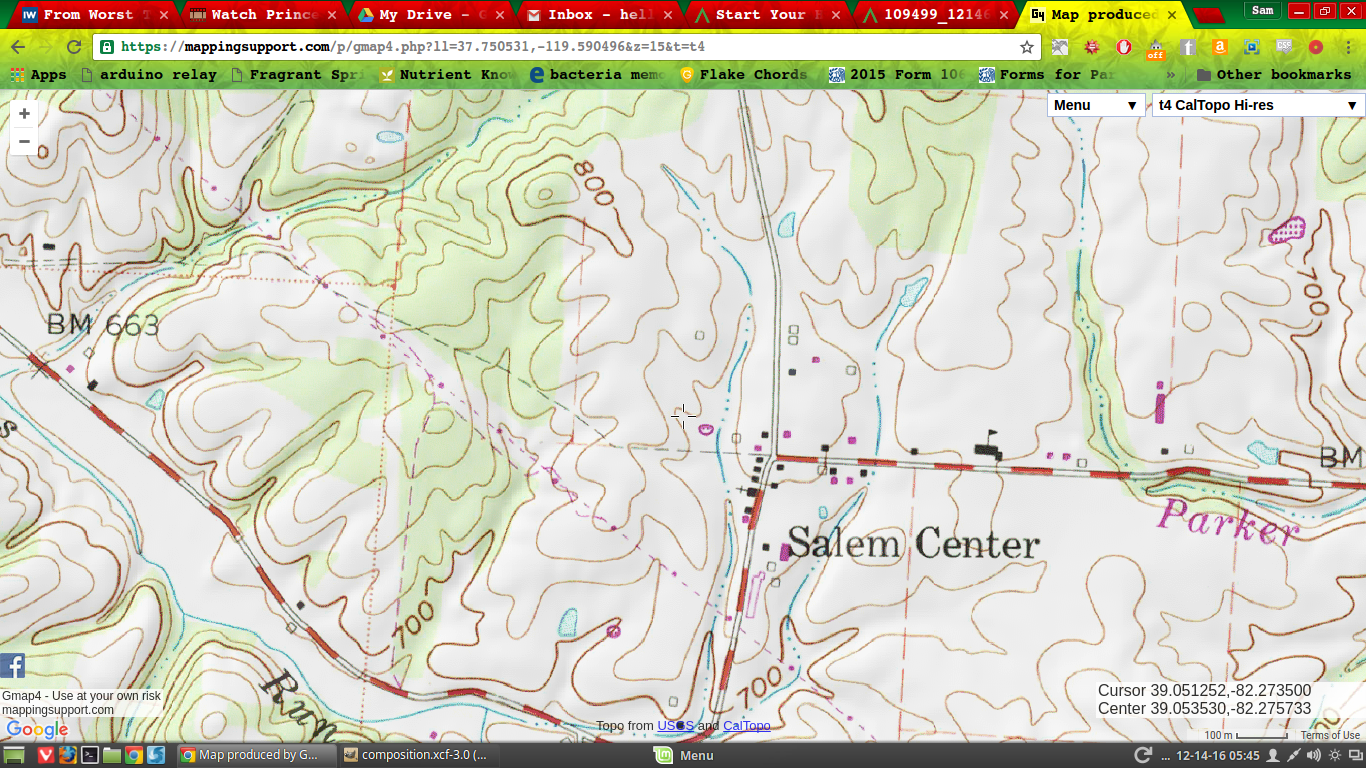 From Worst T
Watch Prince
My Drive - G
Inbox - hell
Start Your H
109499_12146
Map produced
Sam
https://mappingsupport.com/p/gmap4.php?ll=37.750531,-119.590496&z=15&t=t4
off
Apps
arduino relay
Fragrant Spri
Nutrient Know
bacteria memo
Flake Chords
2015 Form 106
Forms for Par
» Other bookmarks
+
−
Menu ▼
t4 CalTopo Hi-res ▼
800
700
BM 663
BM
Salem Center
Parker
700
700
Run
Gmap4 - Use at your own risk
mappingsupport.com
Google
Topo from USGS and CalTopo
Cursor 39.051252,-82.273500
Center 39.053530,-82.275733
100 m
Terms of Use
Map produced by G...
composition.xcf-3.0 (...
Menu
... 12-14-16 05:45